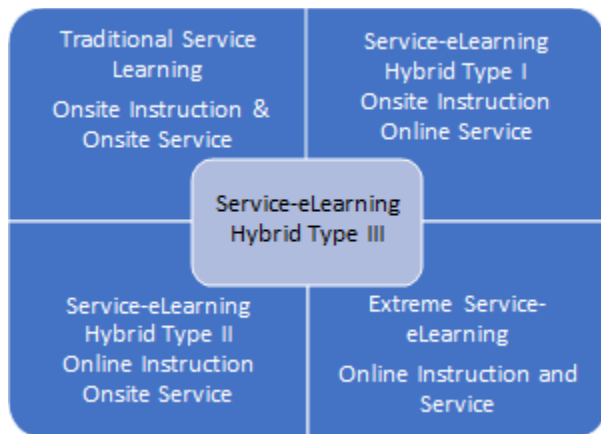 Traditional Service
Learning
Onsite Instruction &
Onsite Service
Service-eLearning
Hybrid Type I
Onsite Instruction
Online Service
Service-eLearning
Hybrid Type III
Service-eLearning
Hybrid Type II
Online Instruction
Onsite Service
Extreme Service-
eLearning
Online Instruction and
Service